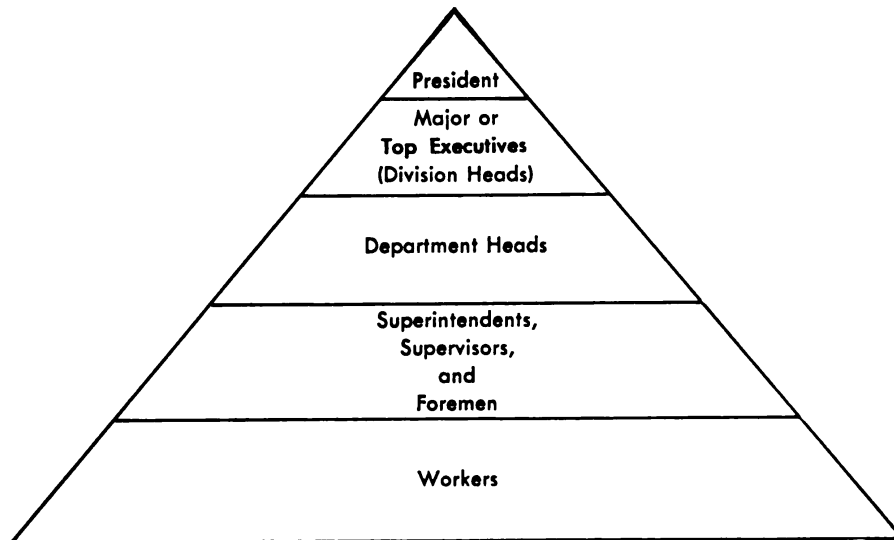 President
Major or
Top Executives
(Division Heads)
Department Heads
Superintendents,
Supervisors,
and
Foremen
Workers